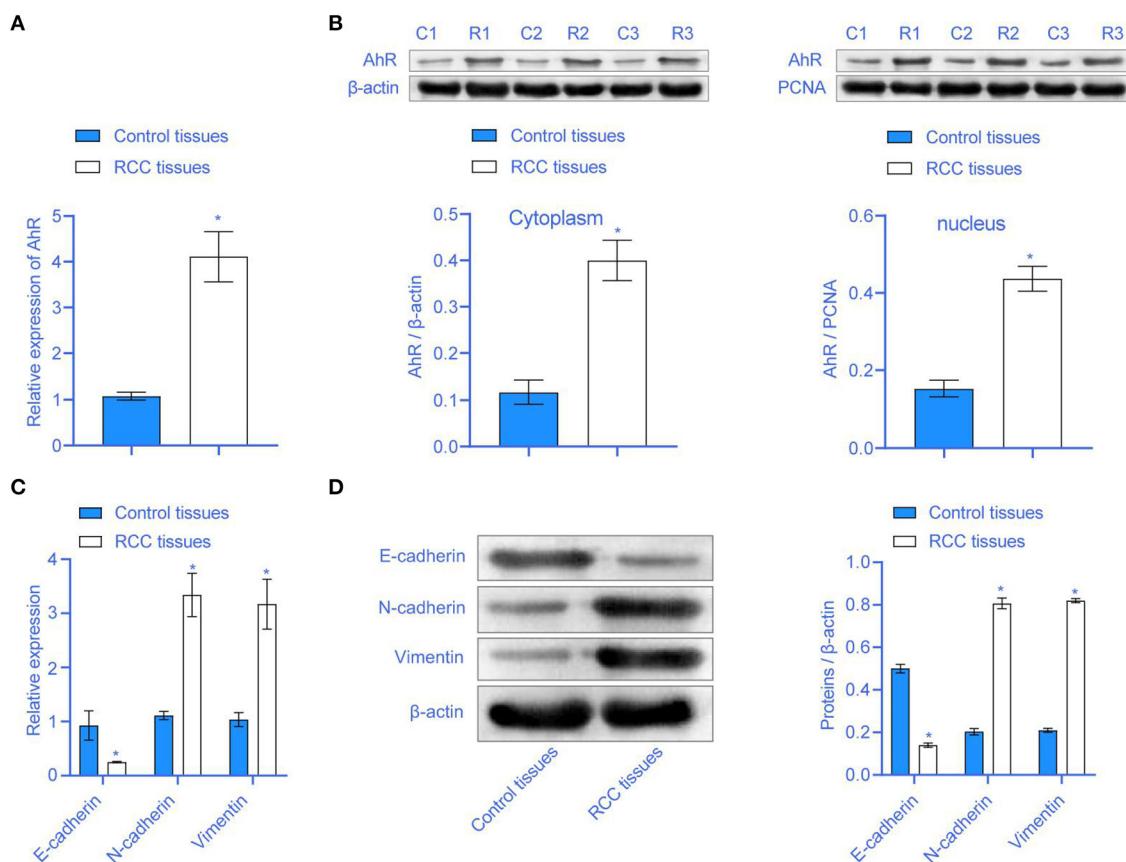 A
Control tissues
RCC tissues
Relative expression of AhR
5
4
3
2
1
0
*
B
C1 R1 C2 R2 C3 R3
AhR
β-actin
Control tissues
RCC tissues
Cytoplasm
AhR / β-actin
0.5
0.4
0.3
0.2
0.1
0.0
*
C1 R1 C2 R2 C3 R3
AhR
PCNA
Control tissues
RCC tissues
nucleus
AhR / PCNA
0.6
0.4
0.2
0.0
*
C
Control tissues
RCC tissues
Relative expression
4
3
2
1
0
* * *
E-cadherin
N-cadherin
Vimentin
D
E-cadherin
N-cadherin
Vimentin
β-actin
Control tissues
RCC tissues
Control tissues
RCC tissues
Proteins / β-actin
1.0
0.8
0.6
0.4
0.2
0.0
* * *
E-cadherin
N-cadherin
Vimentin